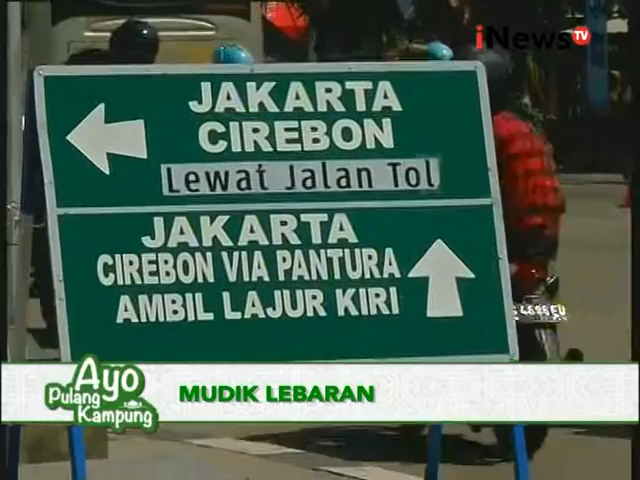 iNews TV
JAKARTA
CIREBON
Lewat Jalan Tol
JAKARTA
CIREBON VIA PANTURA
AMBIL LAJUR KIRI
Ayo
Pulang
Kampung
MUDIK LEBARAN